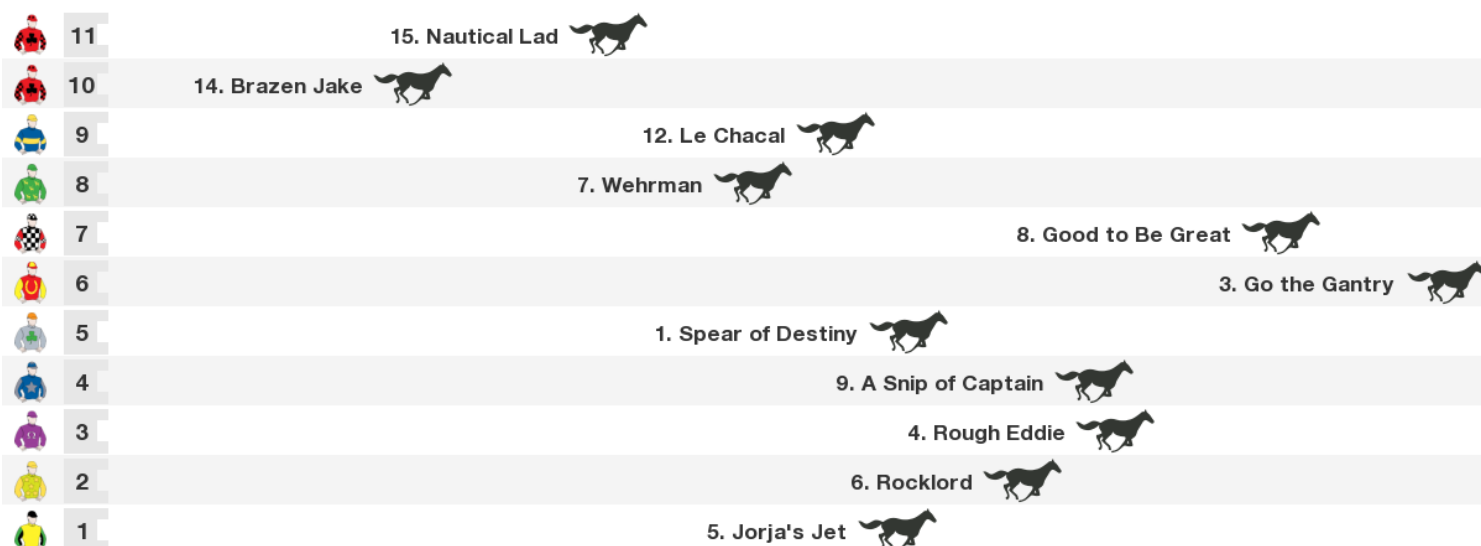 11 15. Nautical Lad
10 14. Brazen Jake
9 12. Le Chacal
8 7. Wehrman
7 8. Good to Be Great
6 3. Go the Gantry
5 1. Spear of Destiny
4 9. A Snip of Captain
3 4. Rough Eddie
2 6. Rocklord
1 5. Jorja's Jet